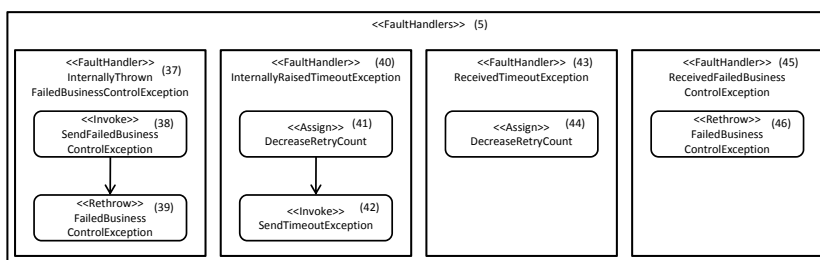 <<FaultHandlers>> (5)
<<FaultHandler>> (37)
InternallyThrown
FailedBusinessControlException
<<Invoke>> (38)
SendFailedBusiness
ControlException
<<Rethrow>> (39)
FailedBusiness
ControlException
<<FaultHandler>> (40)
InternallyRaisedTimeoutException
<<Assign>> (41)
DecreaseRetryCount
<<Invoke>> (42)
SendTimeoutException
<<FaultHandler>> (43)
ReceivedTimeoutException
<<Assign>> (44)
DecreaseRetryCount
<<FaultHandler>> (45)
ReceivedFailedBusiness
ControlException
<<Rethrow>> (46)
FailedBusiness
ControlException